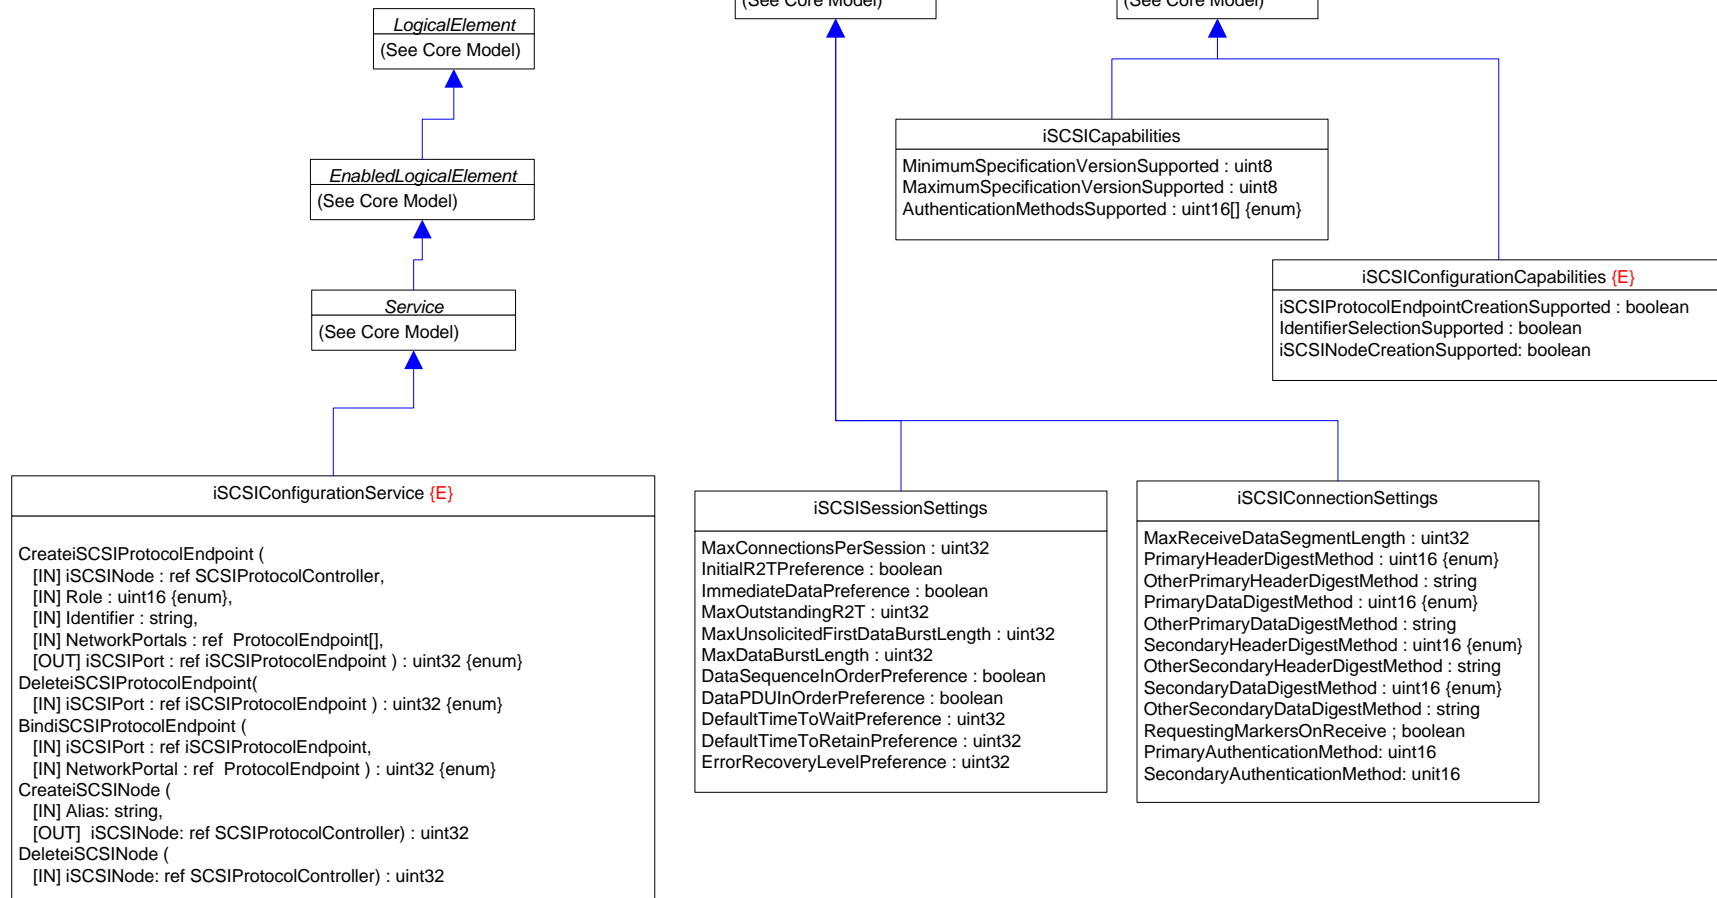 (See Core Model)
(See Core Model)
LogicalElement
(See Core Model)
EnabledLogicalElement
(See Core Model)
Service
(See Core Model)
iSCSICapabilities
MinimumSpecificationVersionSupported : uint8
MaximumSpecificationVersionSupported : uint8
AuthenticationMethodsSupported : uint16[] {enum}
iSCSIConfigurationCapabilities {E}
iSCSIProtocolEndpointCreationSupported : boolean
IdentifierSelectionSupported : boolean
iSCSINodeCreationSupported: boolean
iSCSIConfigurationService {E}
CreateiSCSIProtocolEndpoint (
[IN] iSCSINode : ref SCSIProtocolController,
[IN] Role : uint16 {enum},
[IN] Identifier : string,
[IN] NetworkPortals : ref  ProtocolEndpoint[],
[OUT] iSCSIPort : ref iSCSIProtocolEndpoint ) : uint32 {enum}
DeleteiSCSIProtocolEndpoint(
[IN] iSCSIPort : ref iSCSIProtocolEndpoint ) : uint32 {enum}
BindiSCSIProtocolEndpoint (
[IN] iSCSIPort : ref iSCSIProtocolEndpoint,
[IN] NetworkPortal : ref  ProtocolEndpoint ) : uint32 {enum}
CreateiSCSINode (
[IN] Alias: string,
[OUT]  iSCSINode: ref SCSIProtocolController) : uint32
DeleteiSCSINode (
[IN] iSCSINode: ref SCSIProtocolController) : uint32
iSCSISessionSettings
MaxConnectionsPerSession : uint32
InitialR2TPreference : boolean
ImmediateDataPreference : boolean
MaxOutstandingR2T : uint32
MaxUnsolicitedFirstDataBurstLength : uint32
MaxDataBurstLength : uint32
DataSequenceInOrderPreference : boolean
DataPDUInOrderPreference : boolean
DefaultTimeToWaitPreference : uint32
DefaultTimeToRetainPreference : uint32
ErrorRecoveryLevelPreference : uint32
iSCSIConnectionSettings
MaxReceiveDataSegmentLength : uint32
PrimaryHeaderDigestMethod : uint16 {enum}
OtherPrimaryHeaderDigestMethod : string
PrimaryDataDigestMethod : uint16 {enum}
OtherPrimaryDataDigestMethod : string
SecondaryHeaderDigestMethod : uint16 {enum}
OtherSecondaryHeaderDigestMethod : string
SecondaryDataDigestMethod : uint16 {enum}
OtherSecondaryDataDigestMethod : string
RequestingMarkersOnReceive ; boolean
PrimaryAuthenticationMethod: uint16
SecondaryAuthenticationMethod: unit16